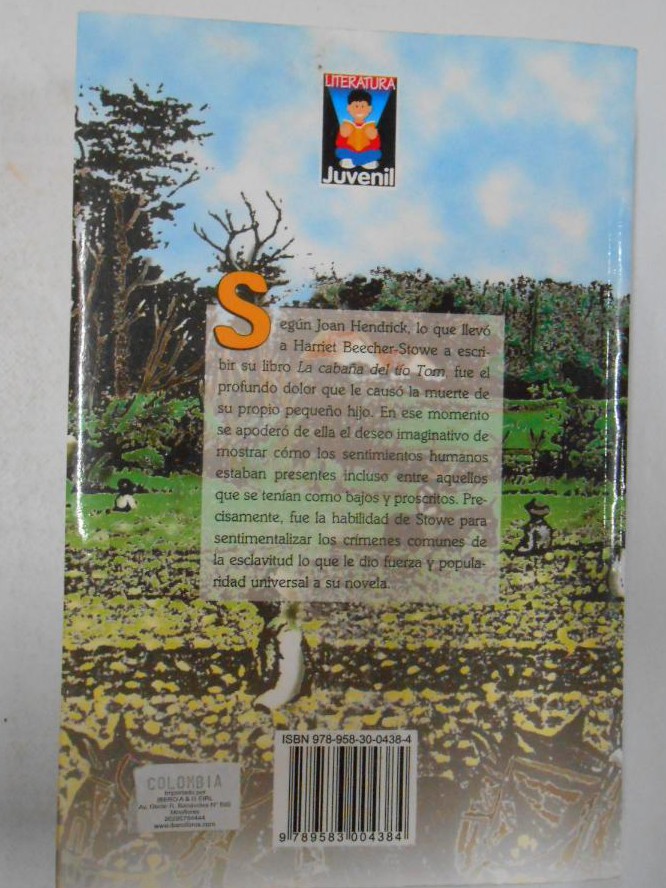 LITERATURA
Juvenil
Según Joan Hendrick, lo que llevó
a Harriet Beecher-Stowe a escri-
bir su libro La cabaña del tío Tom, fue el
profundo dolor que le causó la muerte de
su propio pequeño hijo. En ese momento
se apoderó de ella el deseo imaginativo de
mostrar cómo los sentimientos humanos
estaban presentes incluso entre aquellos
que se tenían como bajos y proscritos. Pre-
cisamente, fue la habilidad de Stowe para
sentimentalizar los crímenes comunes de
la esclavitud lo que le dio fuerza y popula-
ridad universal a su novela.
ISBN 978-958-30-0438-4
9 789583 004384
COLOMBIA
Importado por
Miraflores